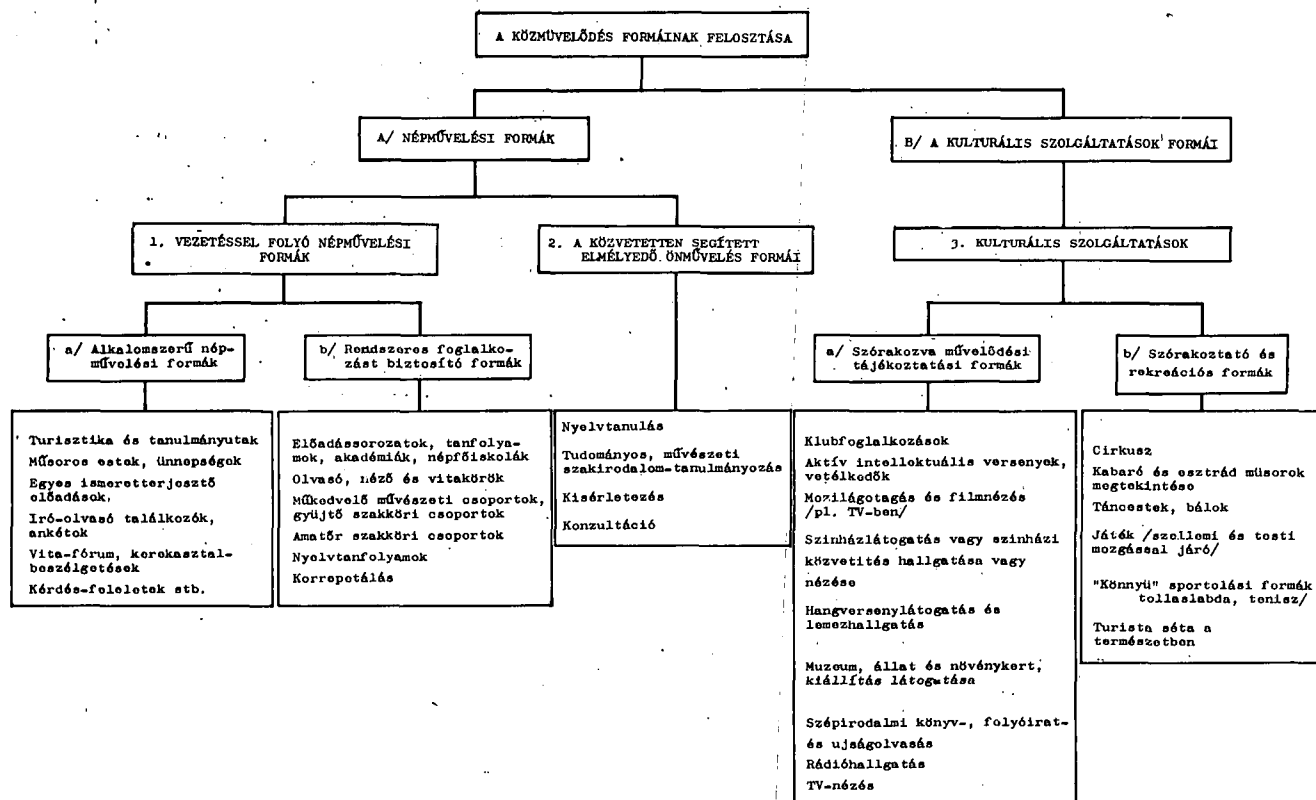 A KÖZMŰVELŐDÉS FORMÁINAK FELOSZTÁSA
A/ NÉPMŰVELÉSI FORMÁK
B/ A KULTURÁLIS SZOLGÁLTATÁSOK FORMÁI
1. VEZETÉSSEL FOLYÓ NÉPMŰVELÉSI
FORMÁK
2. A KÖZVETETTEN SEGÍTETT
ELMÉLYEDŐ ÖNMŰVELÉS FORMÁI
3. KULTURÁLIS SZOLGÁLTATÁSOK
a/ Alkalomszerű nép-
művelési formák
b/ Rendszeres foglalko-
zást biztosító formák
a/ Szórakozva művelődési
tájékoztatási formák
b/ Szórakoztató és
rekreációs formák
Turisztika és tanulmányutak
Műsoros estek, ünnepségek
Egyes ismeretterjesztő
előadások,
Iró-olvasó találkozók,
ankétok
Vita-fórum, kerekasztal-
beszélgetések
Kérdés-feleletek stb.
Előadássorozatok, tanfolya-
mok, akadémiák, népfőiskolák
Olvasó, néző és vitakörök
Műkedvelő művészeti csoportok,
gyüjtő szakköri csoportok
Amatőr szakköri csoportok
Nyelvtanfolyamok
Korrepetálás
Nyelvtanulás
Tudományos, művészeti
szakirodalom-tanulmányozás
Kisérletezés
Konzultáció
Klubfoglalkozások
Aktív intellektuális versenyek,
vetélkedők
Mozilágotagás és filmnézés
/pl. TV-ben/
Szinházlátogatás vagy szinházi
közvetités hallgatása vagy
nézése
Hangversenylátogatás és
lemezhallgatás
Muzeum, állat és növénykert,
kiállítás látogatása
Szépirodalmi könyv-, folyóirat-
és ujságolvasás
Rádióhallgatás
TV-nézés
Cirkusz
Kabaré és esztrád müsorok
megtekintése
Táncestek, bálok
Játék /szellemi és testi
mozgással járó/
"Könnyü" sportolási formák
tollaslabda, tenisz/
Turista séta a
természetben